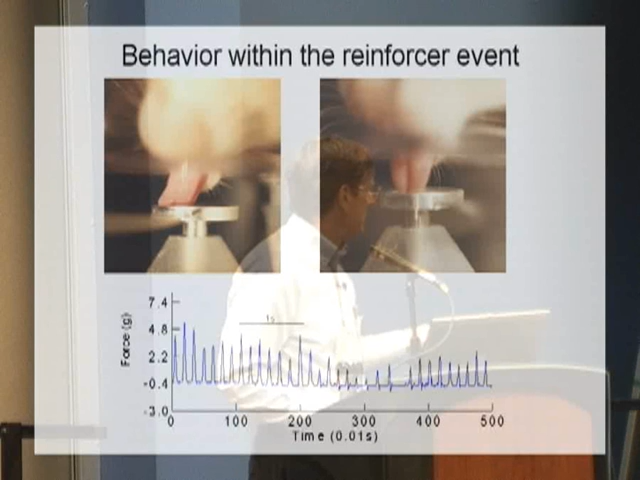 Behavior within the reinforcer event
7.4
4.8
2.2
-0.4
-3.0
Force (g)
1s
0 100 200 300 400 500
Time (0.01s)